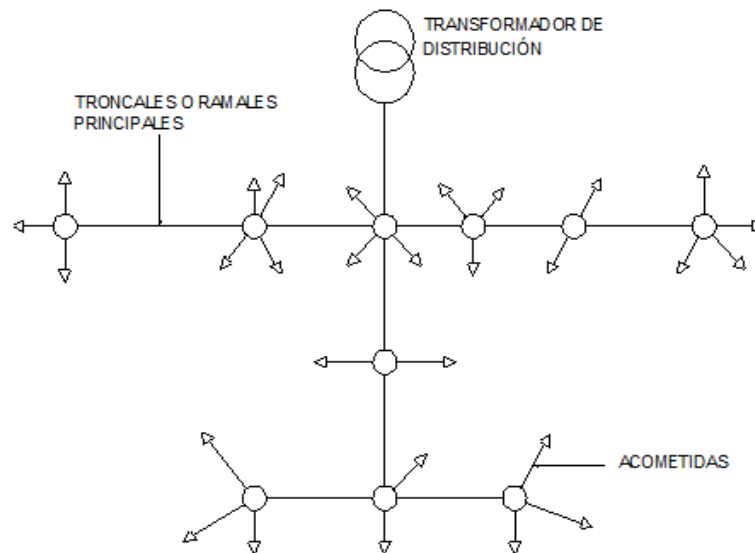 TRANSFORMADOR DE
DISTRIBUCIÓN
TRONCALES O RAMALES
PRINCIPALES
ACOMETIDAS